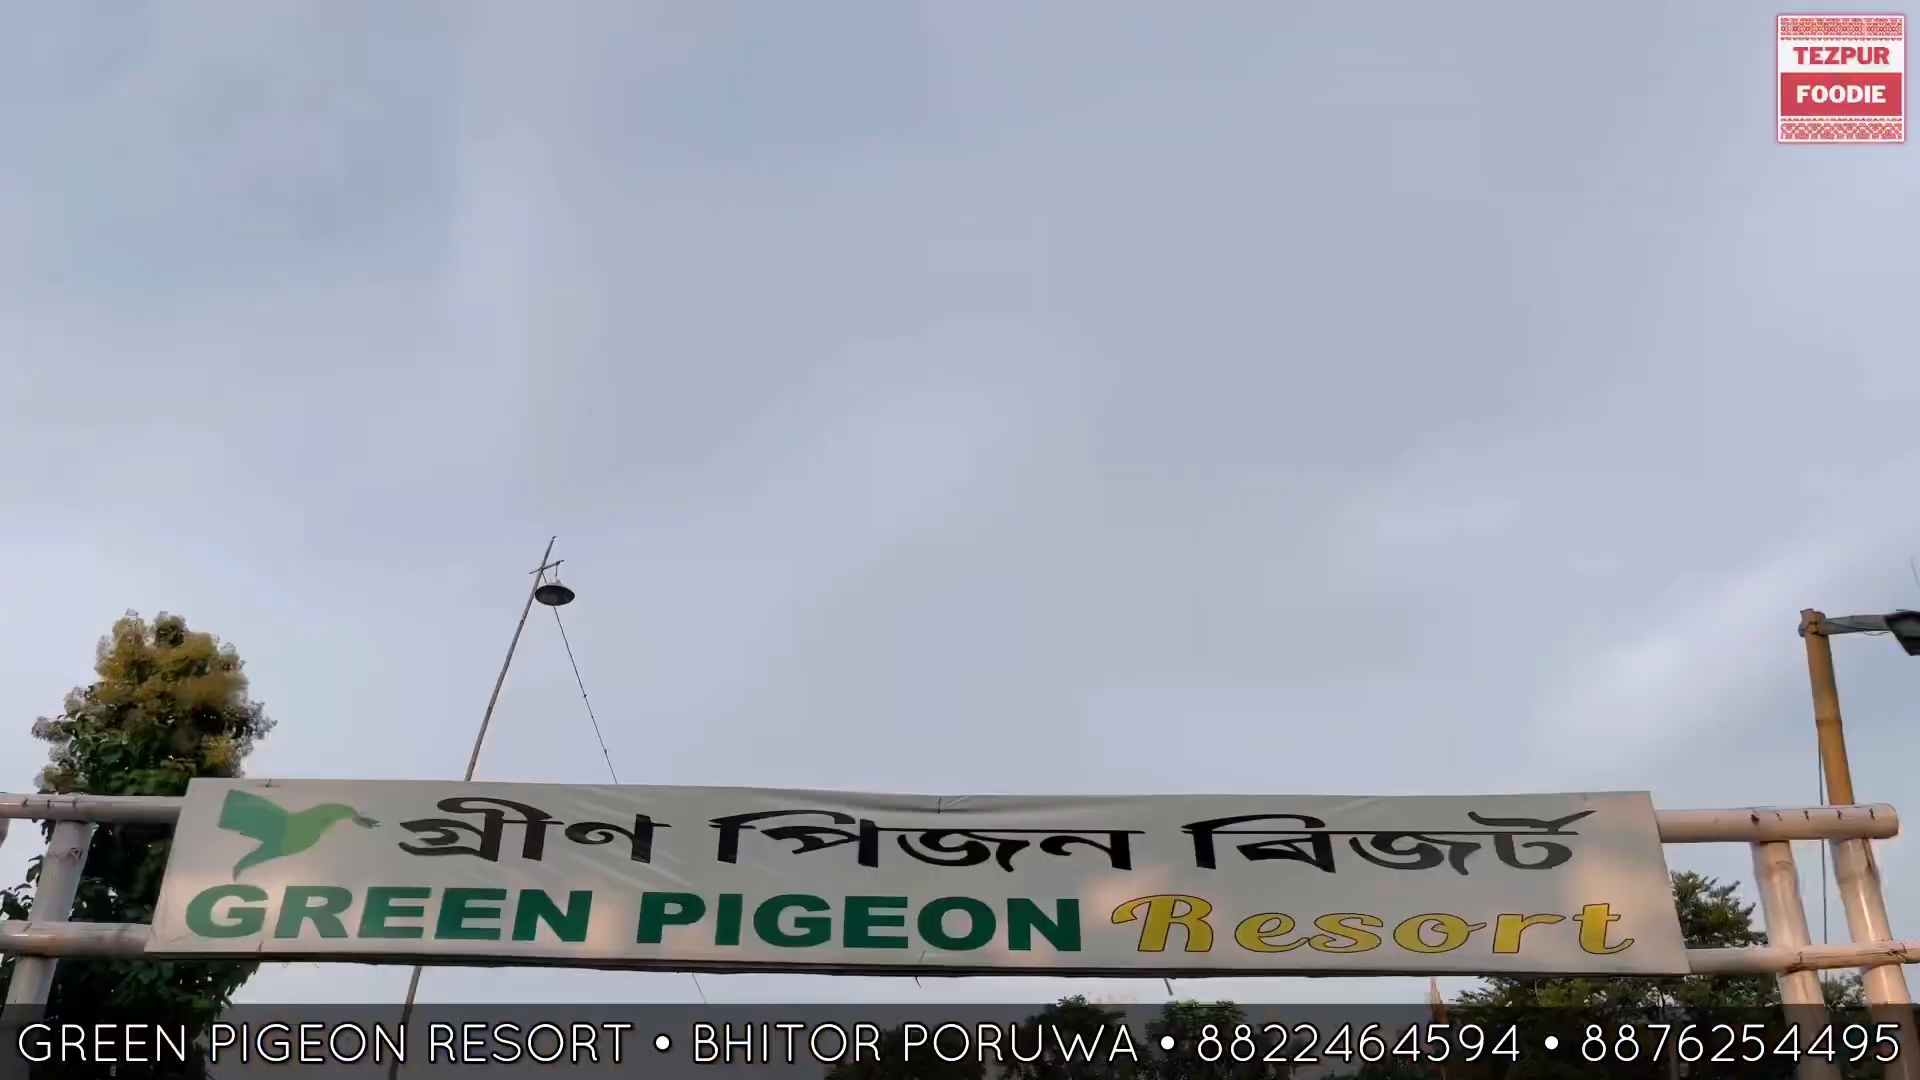 TEZPUR
FOODIE
গ্ৰীণ পিজন ৰিজৰ্ট
GREEN PIGEON Resort
GREEN PIGEON RESORT • BHITOR PORUWA • 8822464594 • 8876254495